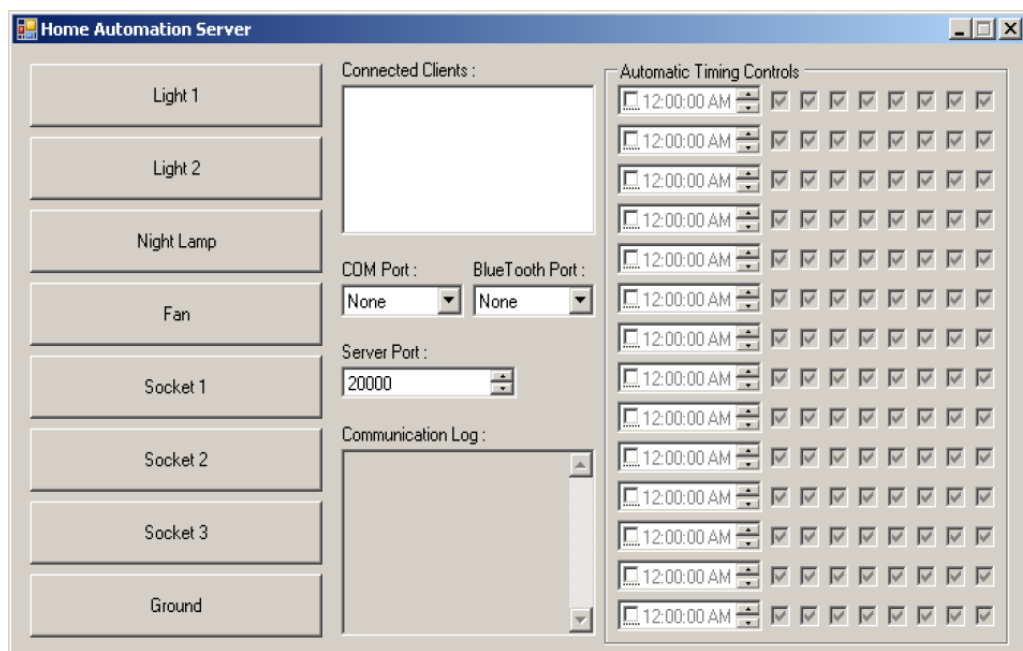 Home Automation Server
Light 1
Light 2
Night Lamp
Fan
Socket 1
Socket 2
Socket 3
Ground
Connected Clients :
COM Port :
BlueTooth Port :
None
None
Server Port :
20000
Communication Log :
Automatic Timing Controls
12:00:00 AM
12:00:00 AM
12:00:00 AM
12:00:00 AM
12:00:00 AM
12:00:00 AM
12:00:00 AM
12:00:00 AM
12:00:00 AM
12:00:00 AM
12:00:00 AM
12:00:00 AM
12:00:00 AM
12:00:00 AM